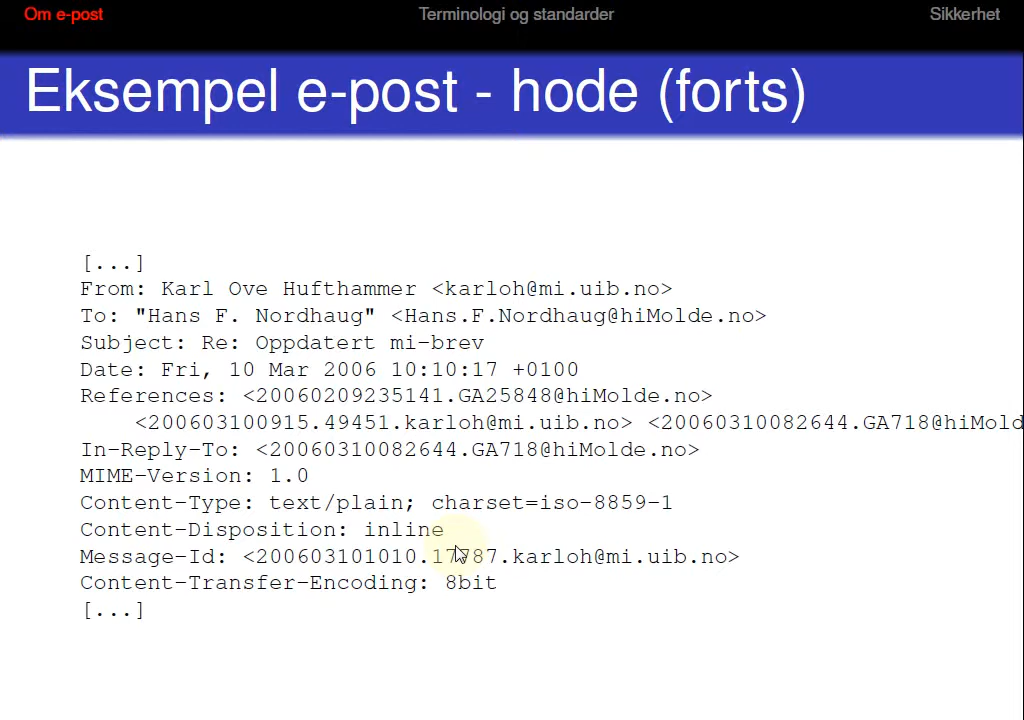 Om e-post Terminologi og standarder Sikkerhet
Eksempel e-post - hode (forts)
[...]
From: Karl Ove Hufthammer <karloh@mi.uib.no>
To: "Hans F. Nordhaug" <Hans.F.Nordhaug@hiMolde.no>
Subject: Re: Oppdatert mi-brev
Date: Fri, 10 Mar 2006 10:10:17 +0100
References: <20060209235141.GA25848@hiMolde.no>
<200603100915.49451.karloh@mi.uib.no> <20060310082644.GA718@hiMold
In-Reply-To: <20060310082644.GA718@hiMolde.no>
MIME-Version: 1.0
Content-Type: text/plain; charset=iso-8859-1
Content-Disposition: inline
Message-Id: <200603101010.17787.karloh@mi.uib.no>
Content-Transfer-Encoding: 8bit
[...]